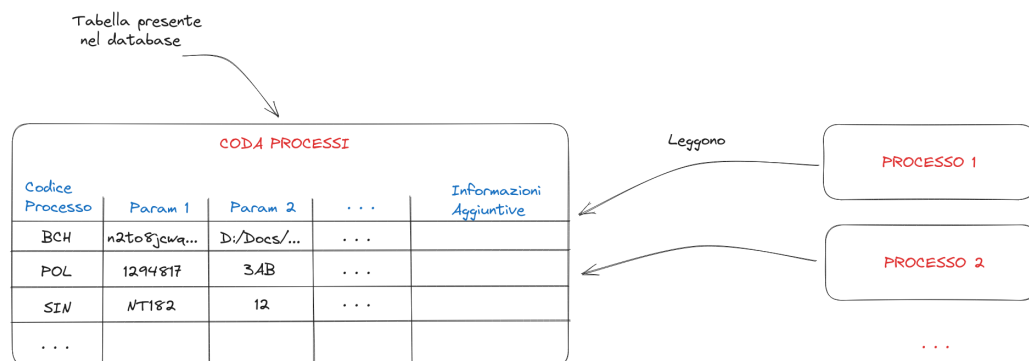 Tabella presente
nel database
CODA PROCESSI
Leggono
PROCESSO 1
Codice
Processo
Param 1
Param 2
. . .
Informazioni
Aggiuntive
BCH
n2to8jcwq...
D:/Docs/...
. . .
POL
1294817
3AB
. . .
PROCESSO 2
SIN
NT182
12
. . .
. . .
. . .